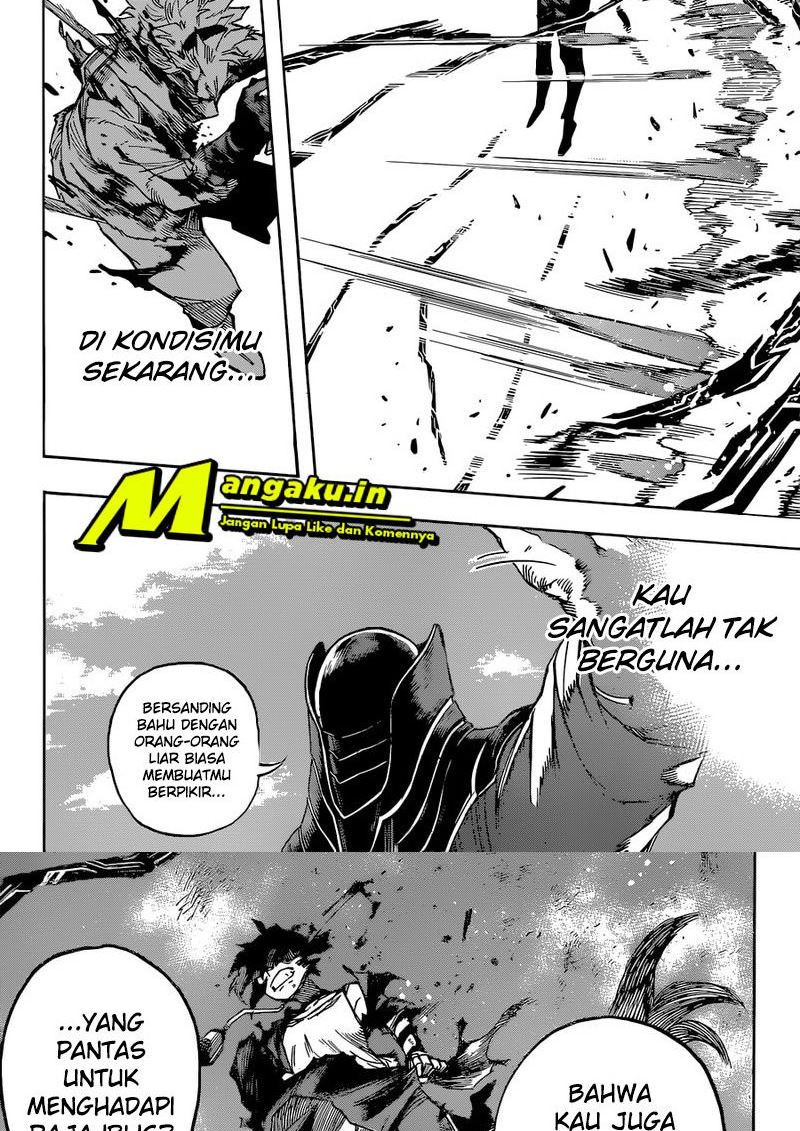 DI KONDISIMU
SEKARANG...
Mangaku.in
Jangan Lupa Like dan Komennya
KAU
SANGATLAH TAK
BERGUNA...
BERSANDING
BAHU DENGAN
ORANG-ORANG
LIAR BIASA
MEMBUATMU
BERPIKIR...
BAHWA
KAU JUGA
...YANG
PANTAS
UNTUK
MENGHADAPI